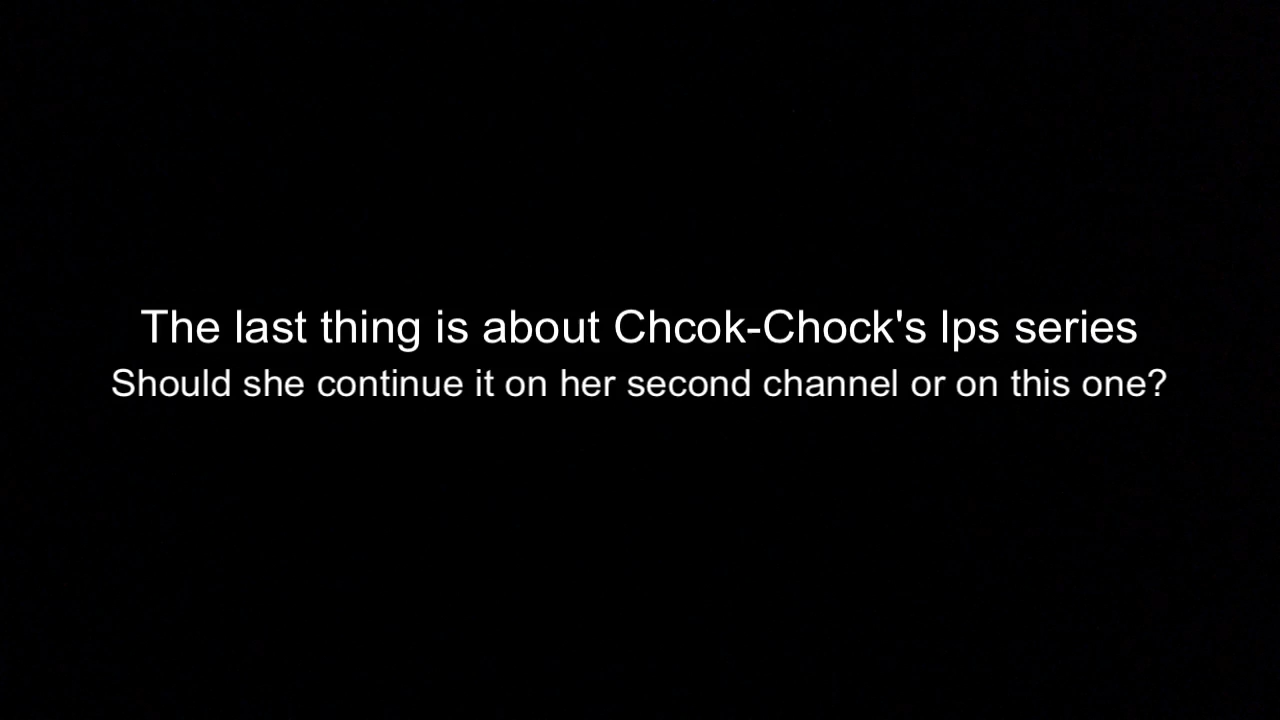 The last thing is about Chcok-Chock's lps series
Should she continue it on her second channel or on this one?